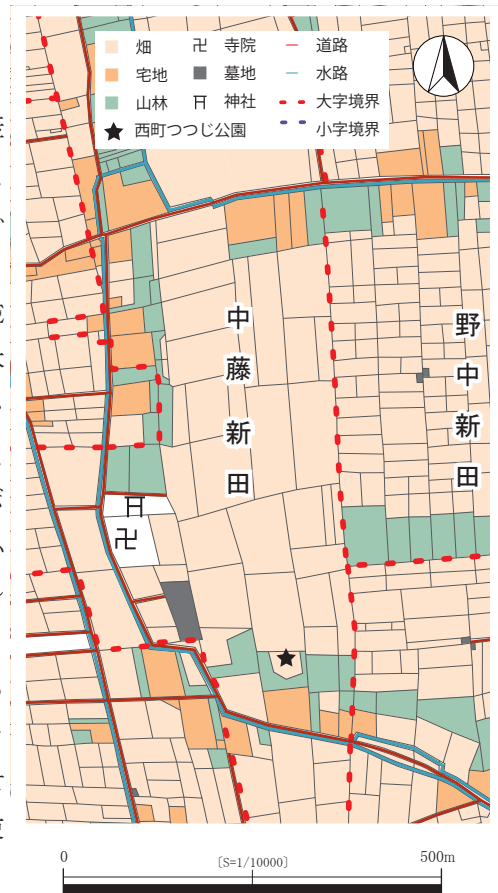 畑 卍 寺院 道路
宅地 墓地 水路
山林 神社 大字境界
★ 西町つつじ公園 小字境界
中藤新田
野中新田
卍
★
0 〔S=1/10000〕 500m